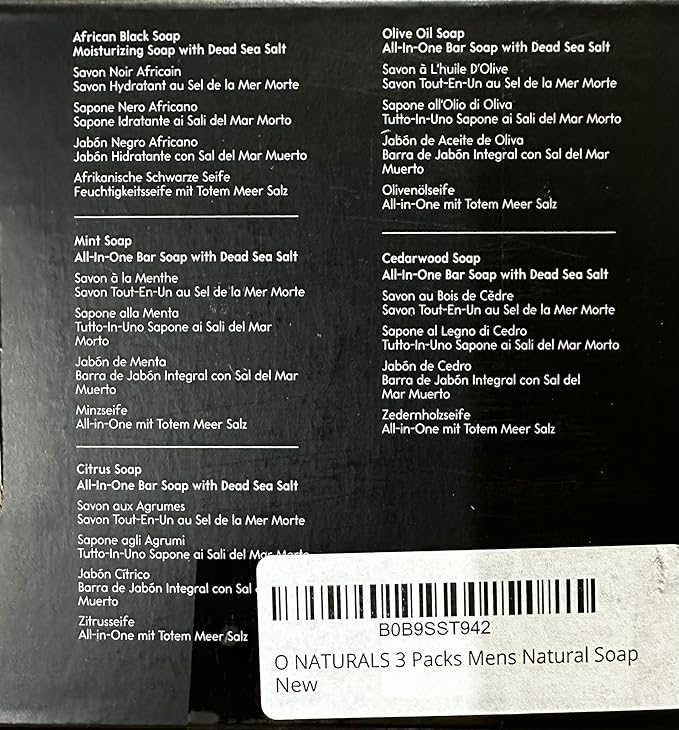 African Black Soap
Moisturizing Soap with Dead Sea Salt
Savon Noir Africain
Savon Hydratant au Sel de la Mer Morte
Sapone Nero Africano
Sapone Idratante ai Sali del Mar Morto
Jabón Negro Africano
Jabón Hidratante con Sal del Mar Muerto
Afrikanische Schwarze Seife
Feuchtigkeitsseife mit Totem Meer Salz
Mint Soap
All-In-One Bar Soap with Dead Sea Salt
Savon à la Menthe
Savon Tout-En-Un au Sel de la Mer Morte
Sapone alla Menta
Tutto-In-Uno Sapone ai Sali del Mar
Morto
Jabón de Menta
Barra de Jabón Integral con Sal del Mar
Muerto
Minzseife
All-in-One mit Totem Meer Salz
Citrus Soap
All-In-One Bar Soap with Dead Sea Salt
Savon aux Agrumes
Savon Tout-En-Un au Sel de la Mer Morte
Sapone agli Agrumi
Tutto-In-Uno Sapone ai Sali del Mar Morto
Jabón Cítrico
Barra de Jabón Integral con Sal
Muerto
Zitrusseife
All-in-One mit Totem Meer Salz
Olive Oil Soap
All-In-One Bar Soap with Dead Sea Salt
Savon à L'huile D'Olive
Savon Tout-En-Un au Sel de la Mer Morte
Sapone all'Olio di Oliva
Tutto-In-Uno Sapone ai Sali del Mar Morto
Jabón de Aceite de Oliva
Barra de Jabón Integral con Sal del Mar
Muerto
Olivenölseife
All-in-One mit Totem Meer Salz
Cedarwood Soap
All-In-One Bar Soap with Dead Sea Salt
Savon au Bois de Cèdre
Savon Tout-En-Un au Sel de la Mer Morte
Sapone al Legno di Cedro
Tutto-In-Uno Sapone ai Sali del Mar Morto
Jabón de Cedro
Barra de Jabón Integral con Sal del
Mar Muerto
Zedernholzseife
All-in-One mit Totem Meer Salz
B0B9SST942
O NATURALS 3 Packs Mens Natural Soap
New